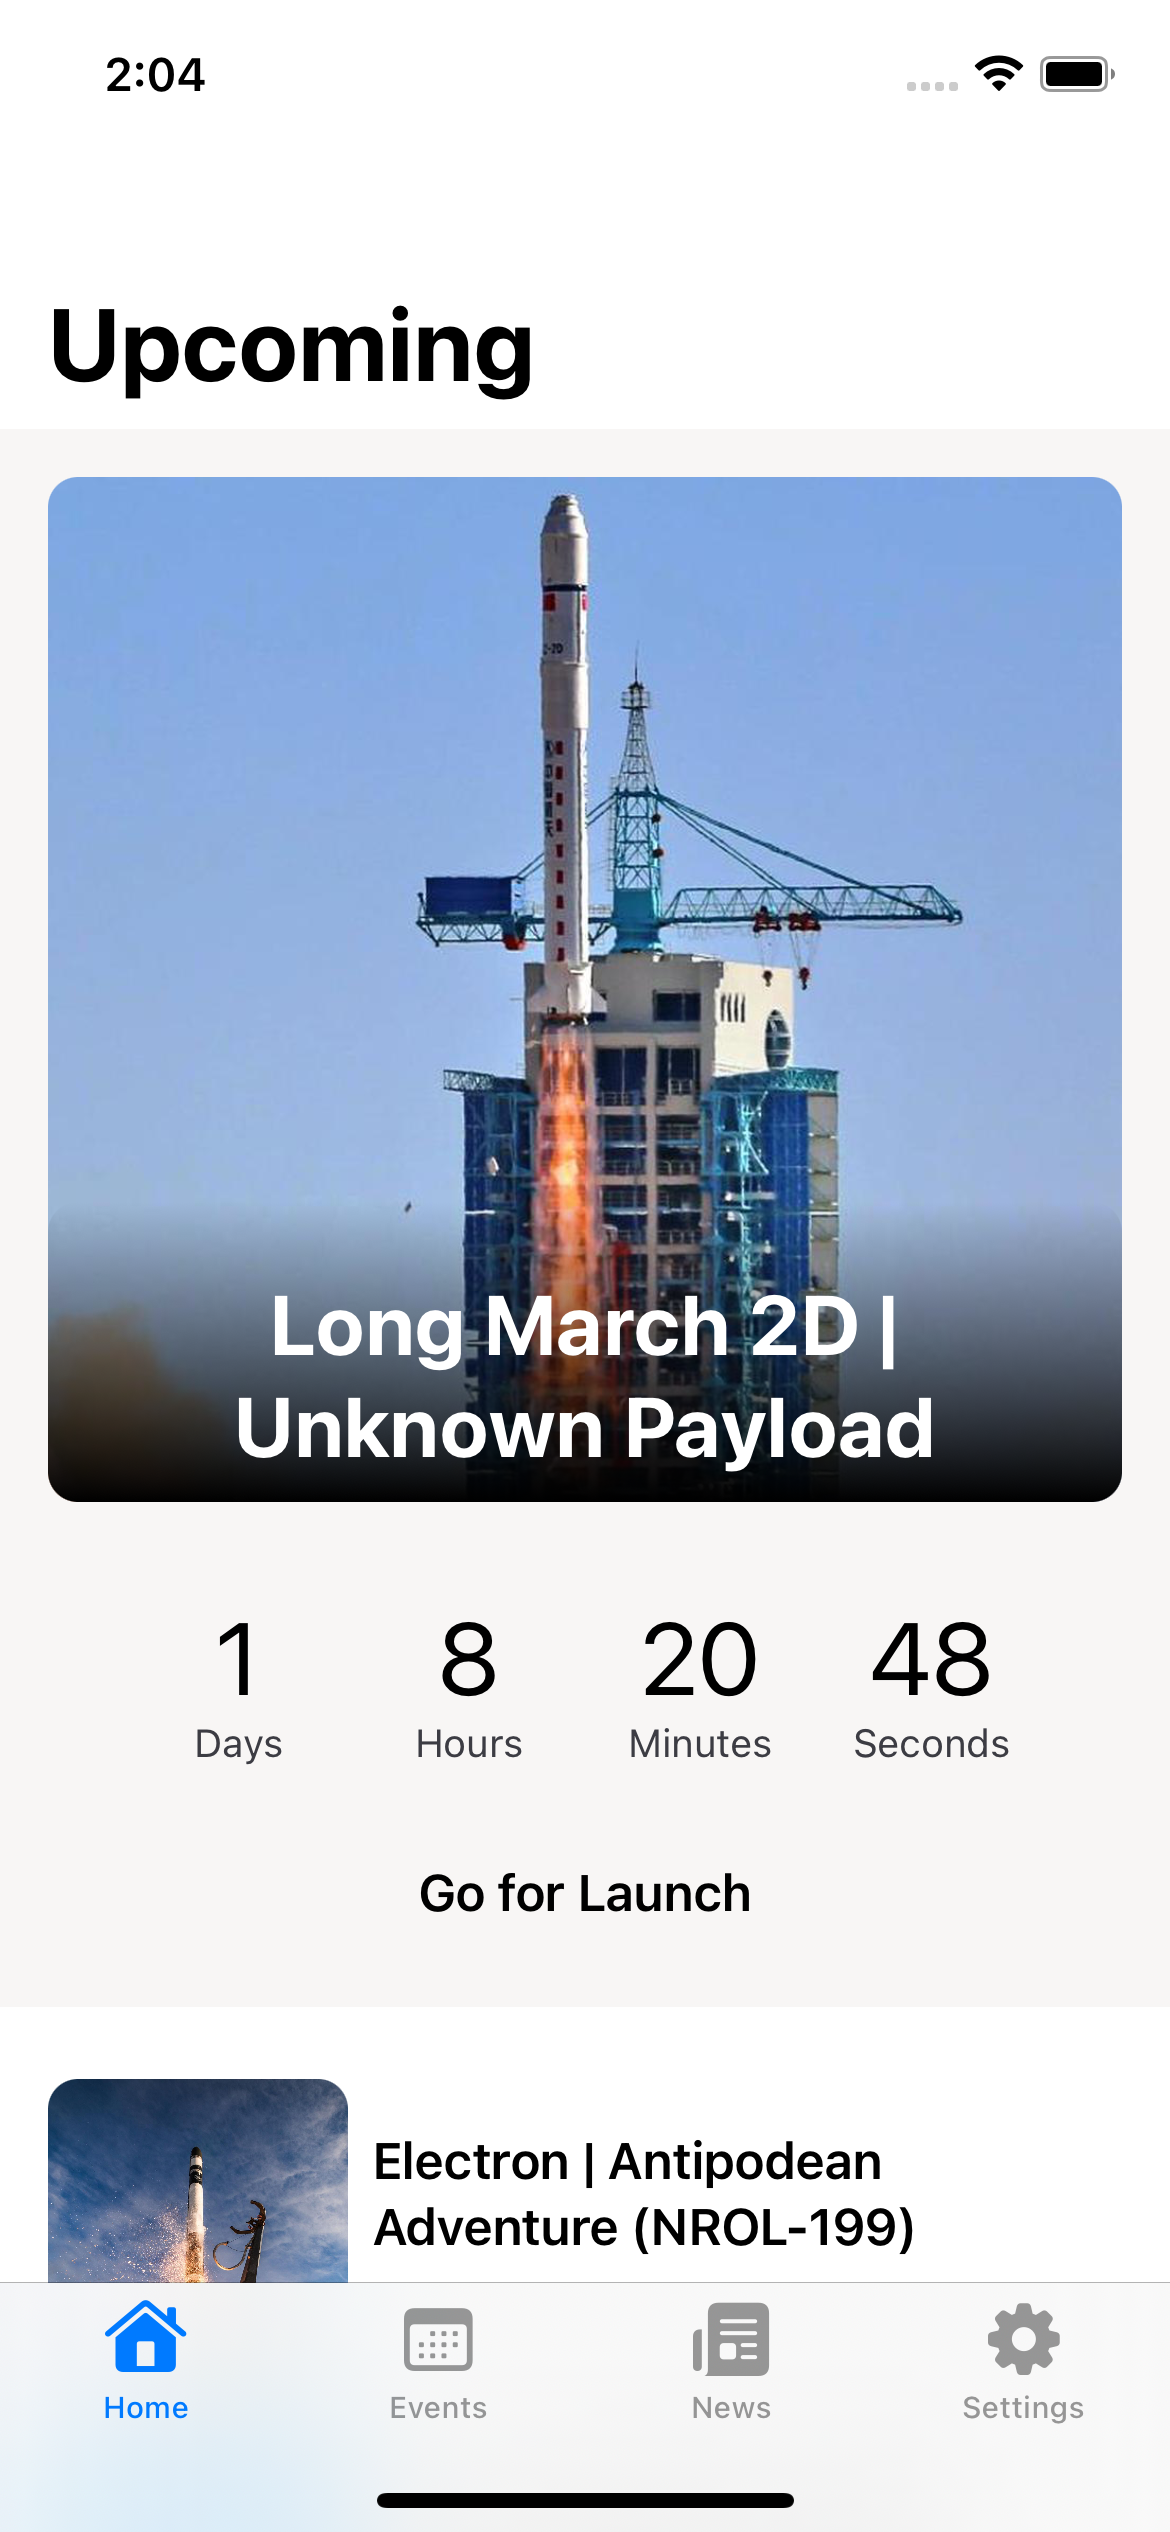 2:04
Upcoming
Long March 2D |
Unknown Payload
1 8 20 48
Days Hours Minutes Seconds
Go for Launch
Electron | Antipodean
Adventure (NROL-199)
Home Events News Settings